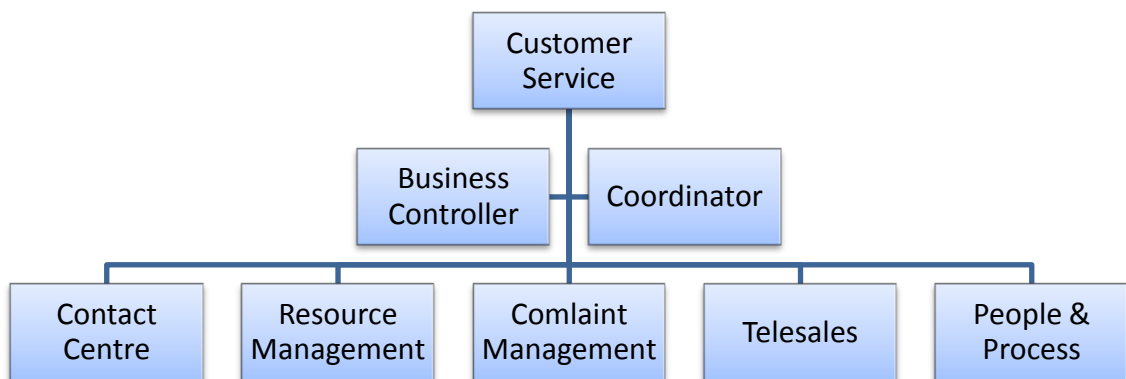 Customer
Service
Business
Controller
Coordinator
Contact
Centre
Resource
Management
Comlaint
Management
Telesales
People &
Process